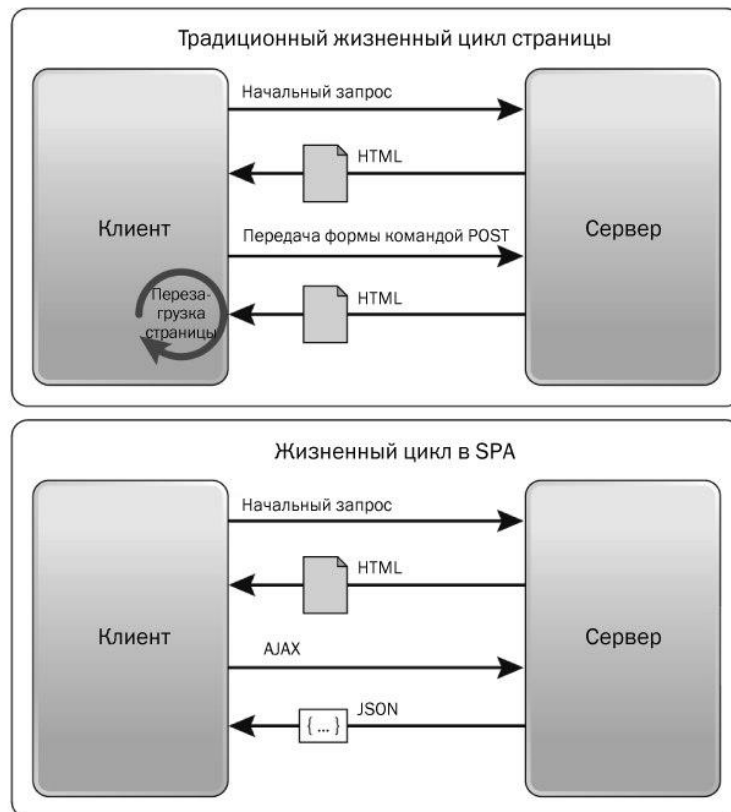 Традиционный жизненный цикл страницы
Начальный запрос
HTML
Клиент
Сервер
Передача формы командой POST
Переза-
грузка
страницы
HTML
Жизненный цикл в SPA
Начальный запрос
HTML
Клиент
Сервер
AJAX
JSON
{ ... }